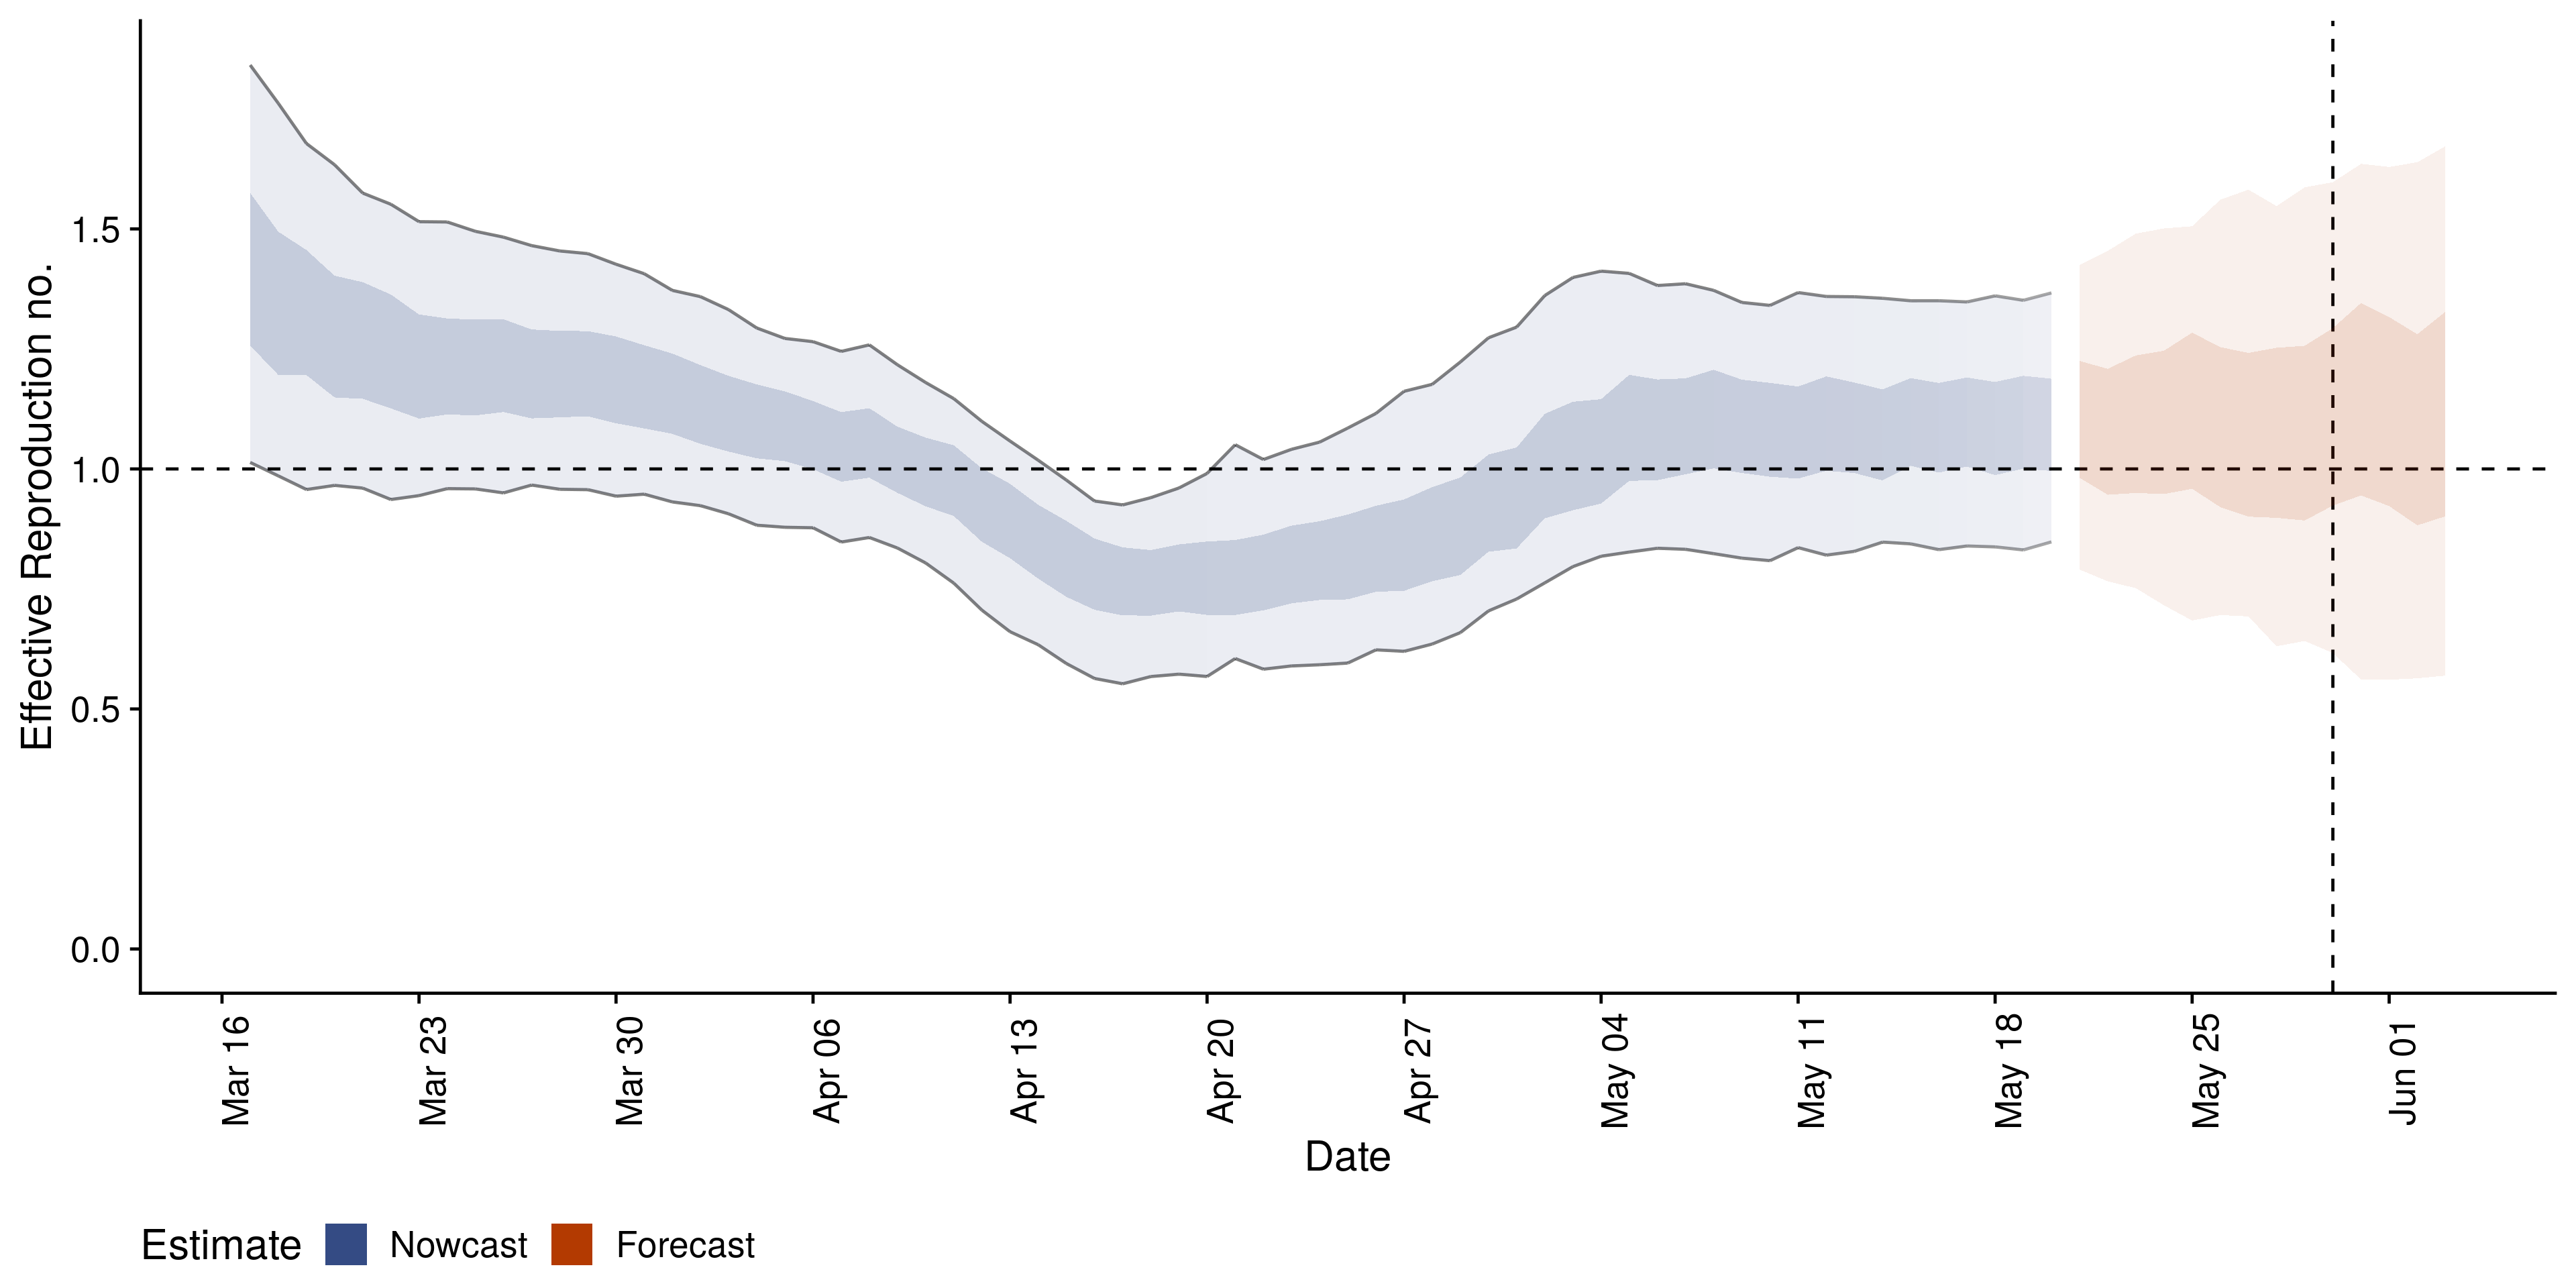 Effective Reproduction no.
1.5
1.0
0.5
0.0
Mar 16
Mar 23
Mar 30
Apr 06
Apr 13
Apr 20
Apr 27
May 04
May 11
May 18
May 25
Jun 01
Date
Estimate Nowcast Forecast